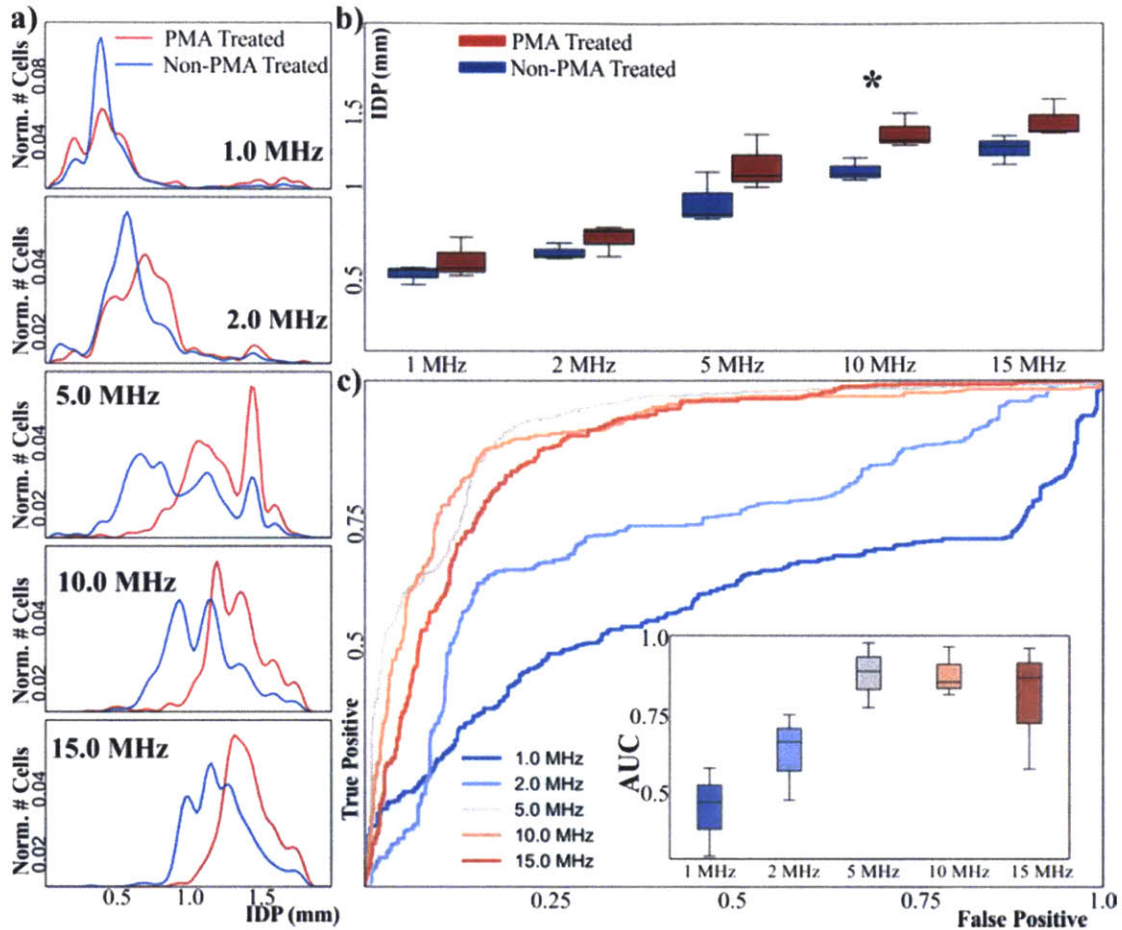 a)
Norm. # Cells
0.04
0.08
PMA Treated
Non-PMA Treated
1.0 MHz
Norm. # Cells
0.02
0.04
2.0 MHz
Norm. # Cells
0.02
0.04
5.0 MHz
Norm. # Cells
0.02
0.04
10.0 MHz
Norm. # Cells
0.02
0.04
15.0 MHz
0.5
1.0
1.5
IDP (mm)
b)
IDP (mm)
0.5
1
1.5
PMA Treated
Non-PMA Treated
*
1 MHz
2 MHz
5 MHz
10 MHz
15 MHz
c)
True Positive
0.5
0.75
1.0 MHz
2.0 MHz
5.0 MHz
10.0 MHz
15.0 MHz
0.25
0.5
0.75
1.0
False Positive
AUC
1.0
0.75
0.5
1 MHz
2 MHz
5 MHz
10 MHz
15 MHz